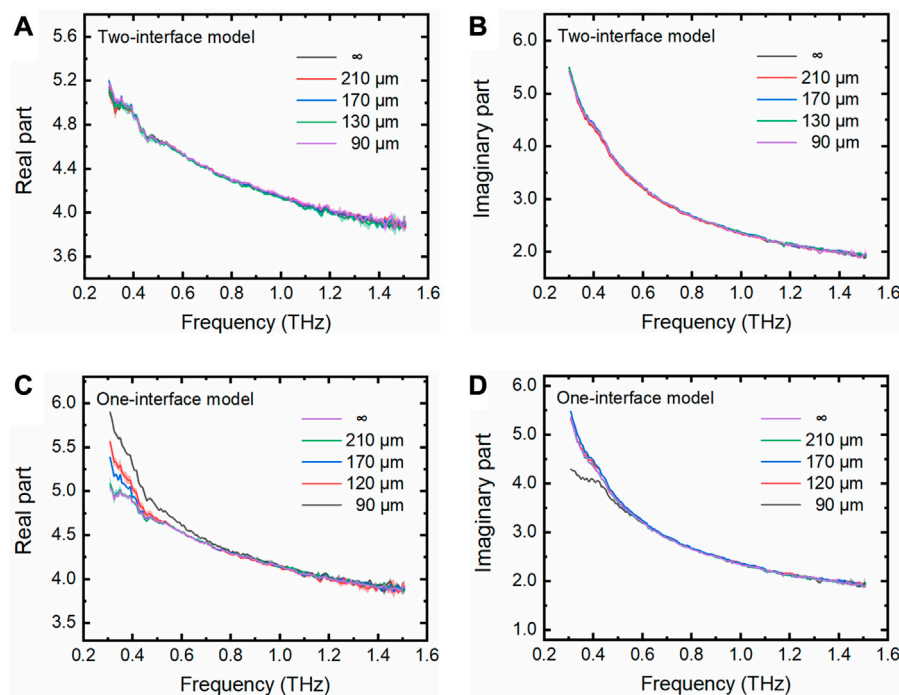 A
Two-interface model
∞
210 µm
170 µm
130 µm
90 µm
5.6
5.2
4.8
4.4
4.0
3.6
Real part
0.2 0.4 0.6 0.8 1.0 1.2 1.4 1.6
Frequency (THz)
B
Two-interface model
∞
210 µm
170 µm
130 µm
90 µm
6.0
5.0
4.0
3.0
2.0
Imaginary part
0.2 0.4 0.6 0.8 1.0 1.2 1.4 1.6
Frequency (THz)
C
One-interface model
∞
210 µm
170 µm
120 µm
90 µm
6.0
5.5
5.0
4.5
4.0
3.5
Real part
0.2 0.4 0.6 0.8 1.0 1.2 1.4 1.6
Frequency (THz)
D
One-interface model
∞
210 µm
170 µm
120 µm
90 µm
6.0
5.0
4.0
3.0
2.0
1.0
Imaginary part
0.2 0.4 0.6 0.8 1.0 1.2 1.4 1.6
Frequency (THz)